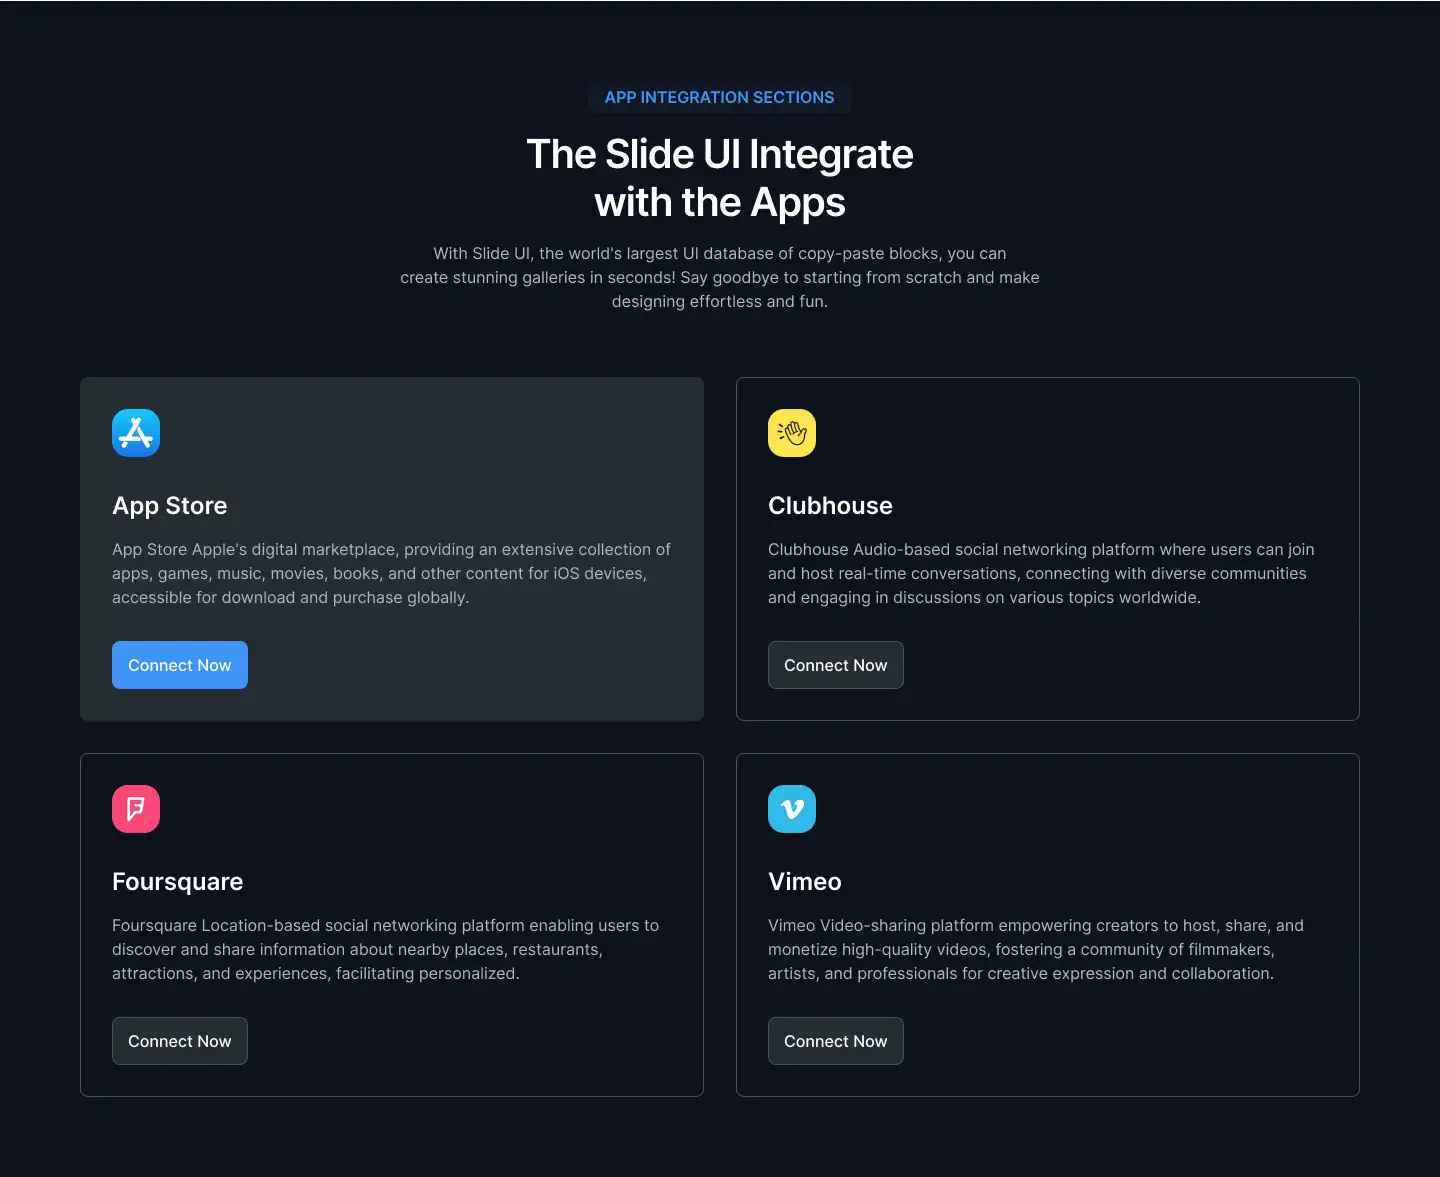 APP INTEGRATION SECTIONS
The Slide UI Integrate
with the Apps
With Slide UI, the world's largest UI database of copy-paste blocks, you can
create stunning galleries in seconds! Say goodbye to starting from scratch and make
designing effortless and fun.
App Store
App Store Apple's digital marketplace, providing an extensive collection of
apps, games, music, movies, books, and other content for iOS devices,
accessible for download and purchase globally.
Connect Now
Clubhouse
Clubhouse Audio-based social networking platform where users can join
and host real-time conversations, connecting with diverse communities
and engaging in discussions on various topics worldwide.
Connect Now
Foursquare
Foursquare Location-based social networking platform enabling users to
discover and share information about nearby places, restaurants,
attractions, and experiences, facilitating personalized.
Connect Now
Vimeo
Vimeo Video-sharing platform empowering creators to host, share, and
monetize high-quality videos, fostering a community of filmmakers,
artists, and professionals for creative expression and collaboration.
Connect Now